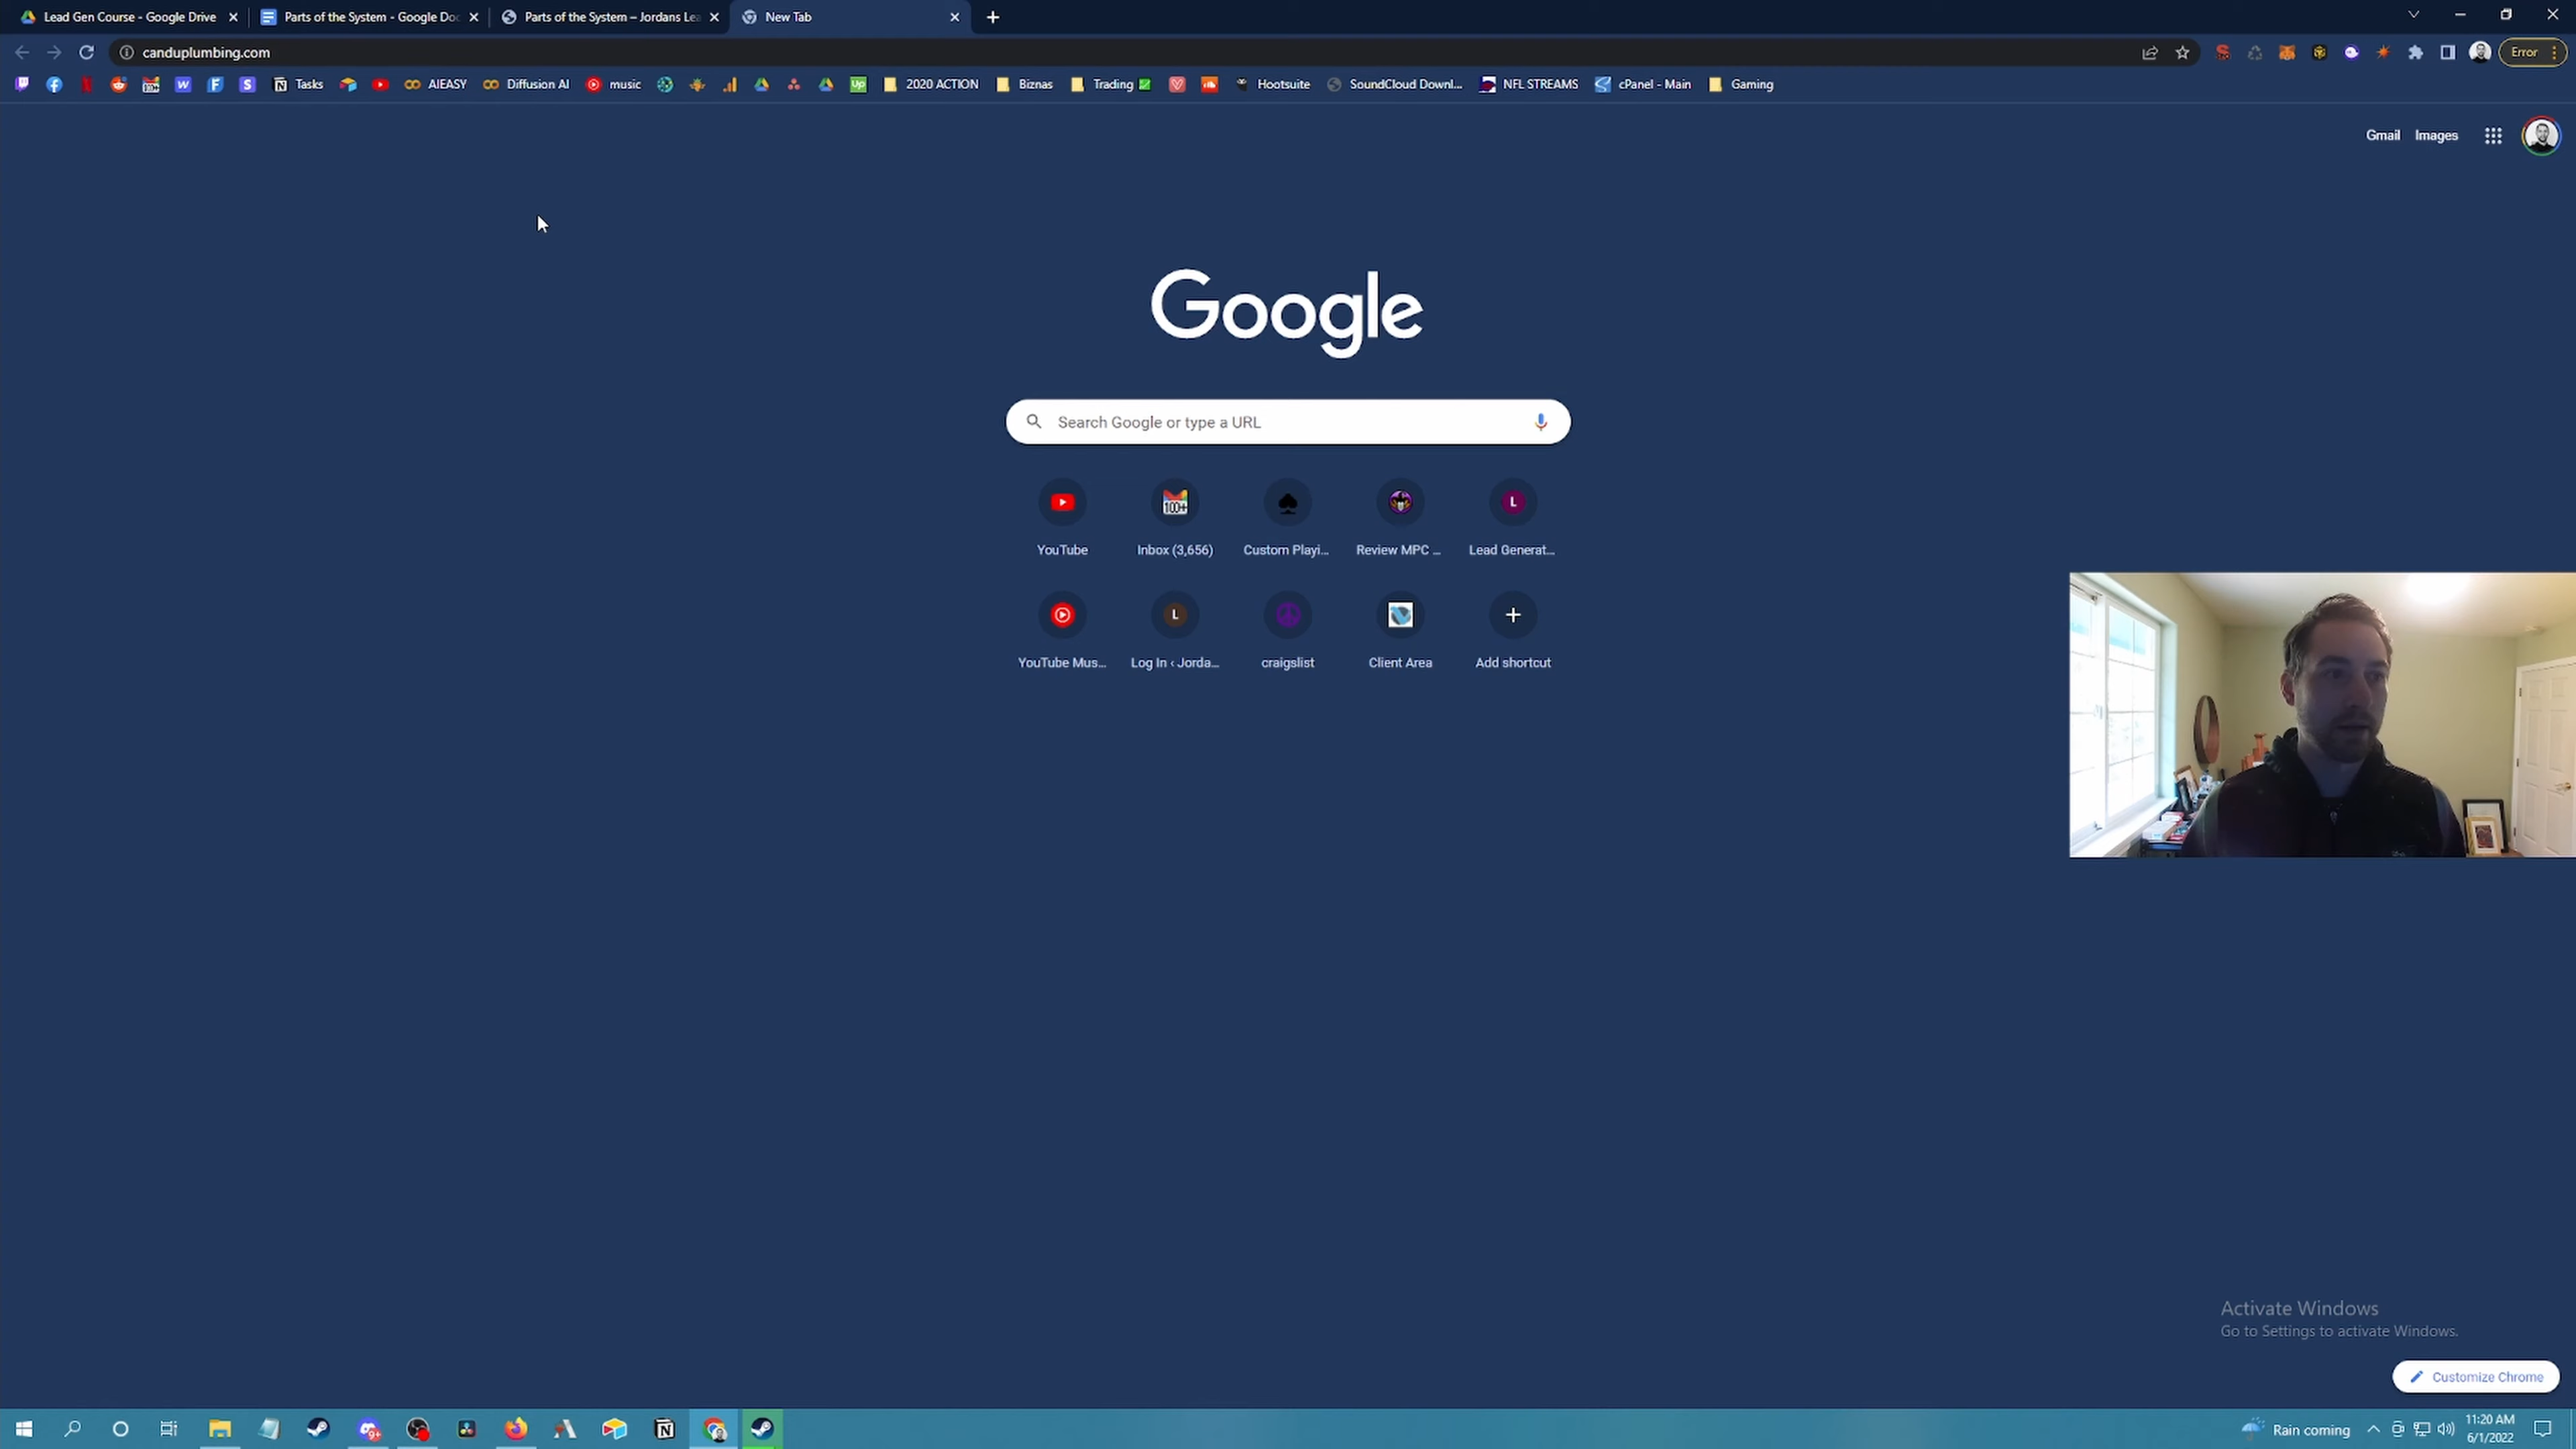 Lead Gen Course - Google Drive
Parts of the System - Google Doc
Parts of the System – Jordans Lea
New Tab
canduplumbing.com
Error
Tasks
AIEASY
Diffusion AI
music
Up
2020 ACTION
Biznas
Trading
Hootsuite
SoundCloud Downl...
NFL STREAMS
cPanel - Main
Gaming
Gmail
Images
Google
Search Google or type a URL
100+
L
YouTube
Inbox (3,656)
Custom Playi...
Review MPC ...
Lead Generat...
L
YouTube Mus...
Log In ‹ Jorda...
craigslist
Client Area
Add shortcut
Activate Windows
Go to Settings to activate Windows.
Customize Chrome
9+
Rain coming
11:20 AM
6/1/2022